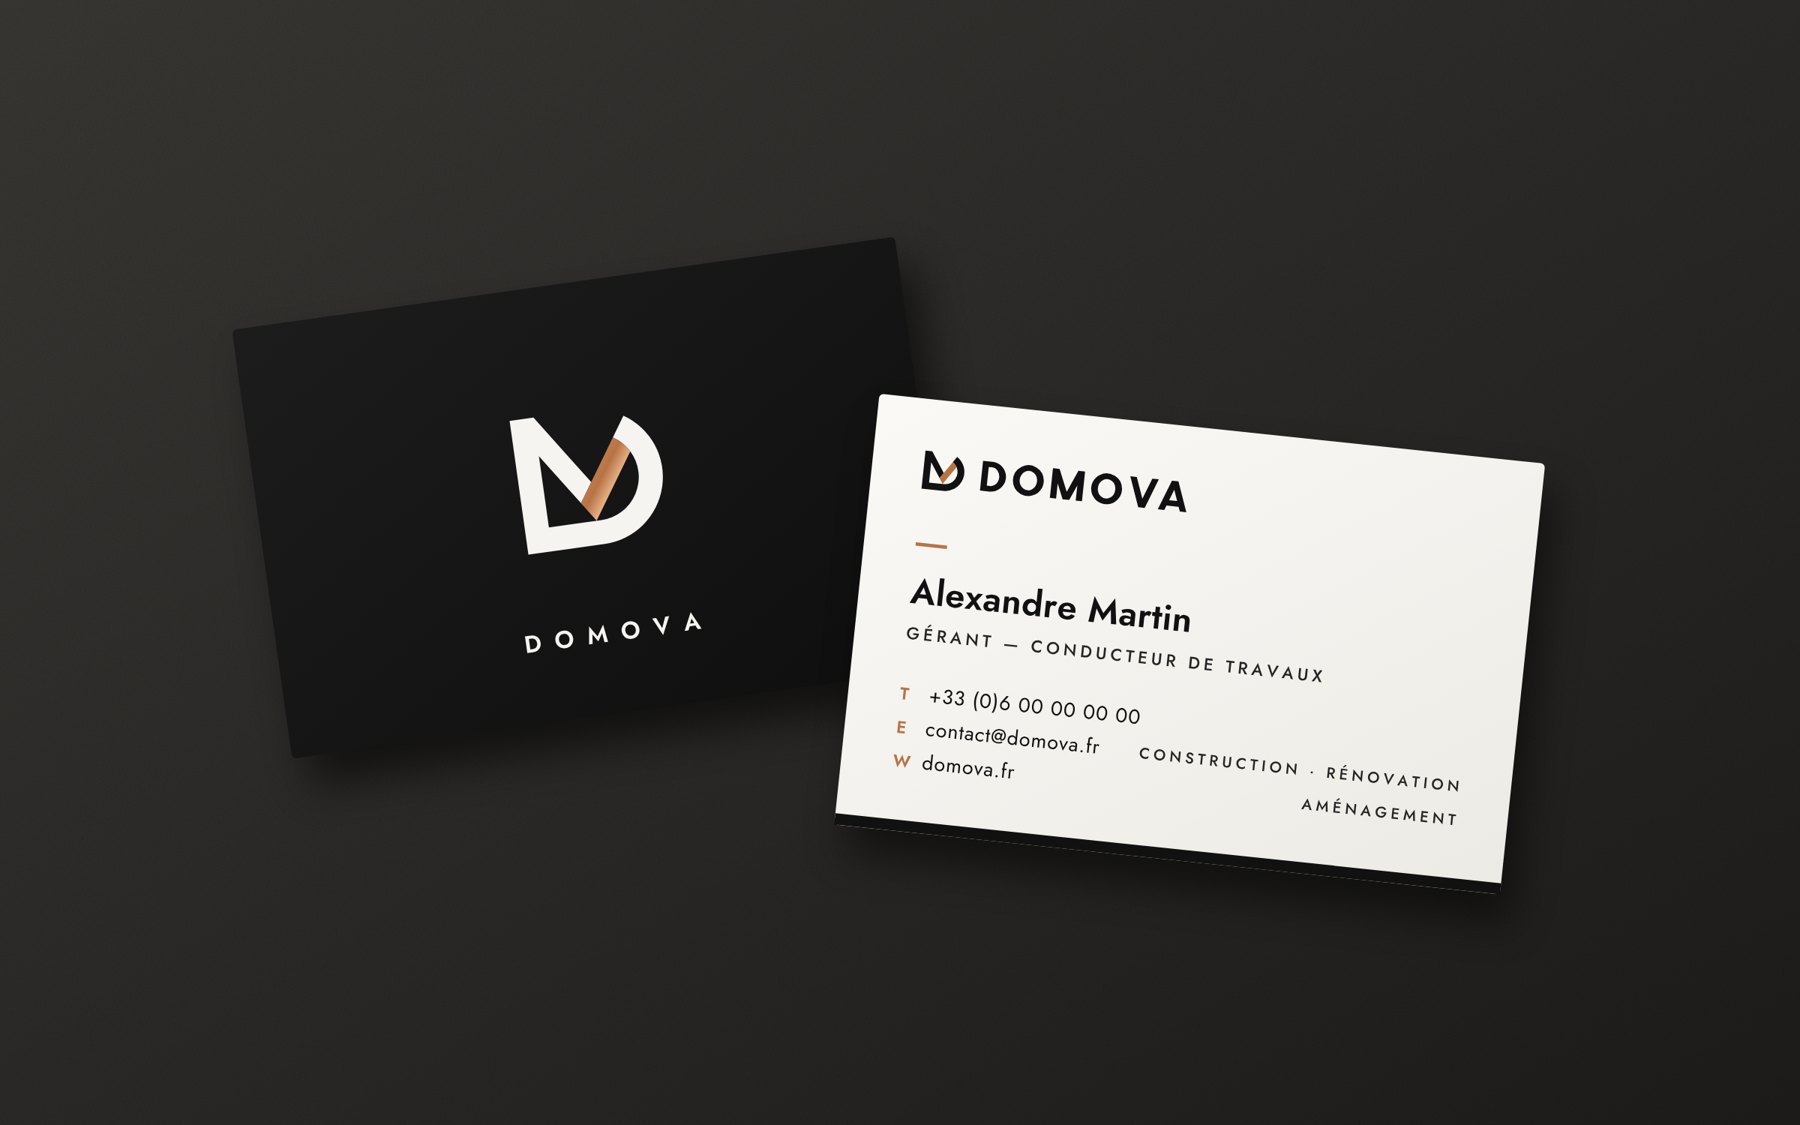 DOMOVA
DOMOVA
Alexandre Martin
GÉRANT — CONDUCTEUR DE TRAVAUX
T +33 (0)6 00 00 00 00
E contact@domova.fr
W domova.fr
CONSTRUCTION · RÉNOVATION
AMÉNAGEMENT